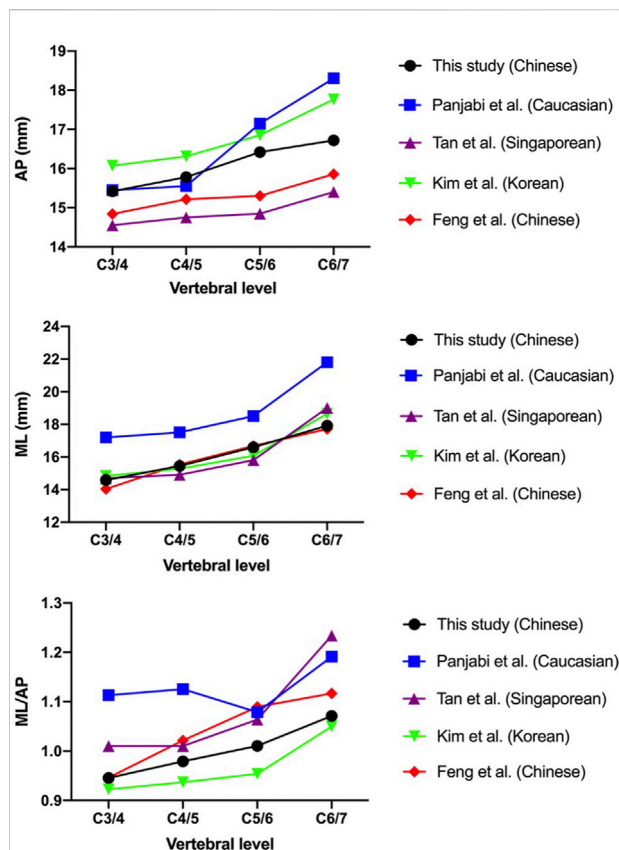 AP (mm)
19
18
17
16
15
14
C3/4 C4/5 C5/6 C6/7
Vertebral level
This study (Chinese)
Panjabi et al. (Caucasian)
Tan et al. (Singaporean)
Kim et al. (Korean)
Feng et al. (Chinese)
ML (mm)
24
22
20
18
16
14
12
C3/4 C4/5 C5/6 C6/7
Vertebral level
This study (Chinese)
Panjabi et al. (Caucasian)
Tan et al. (Singaporean)
Kim et al. (Korean)
Feng et al. (Chinese)
ML/AP
1.3
1.2
1.1
1.0
0.9
C3/4 C4/5 C5/6 C6/7
Vertebral level
This study (Chinese)
Panjabi et al. (Caucasian)
Tan et al. (Singaporean)
Kim et al. (Korean)
Feng et al. (Chinese)